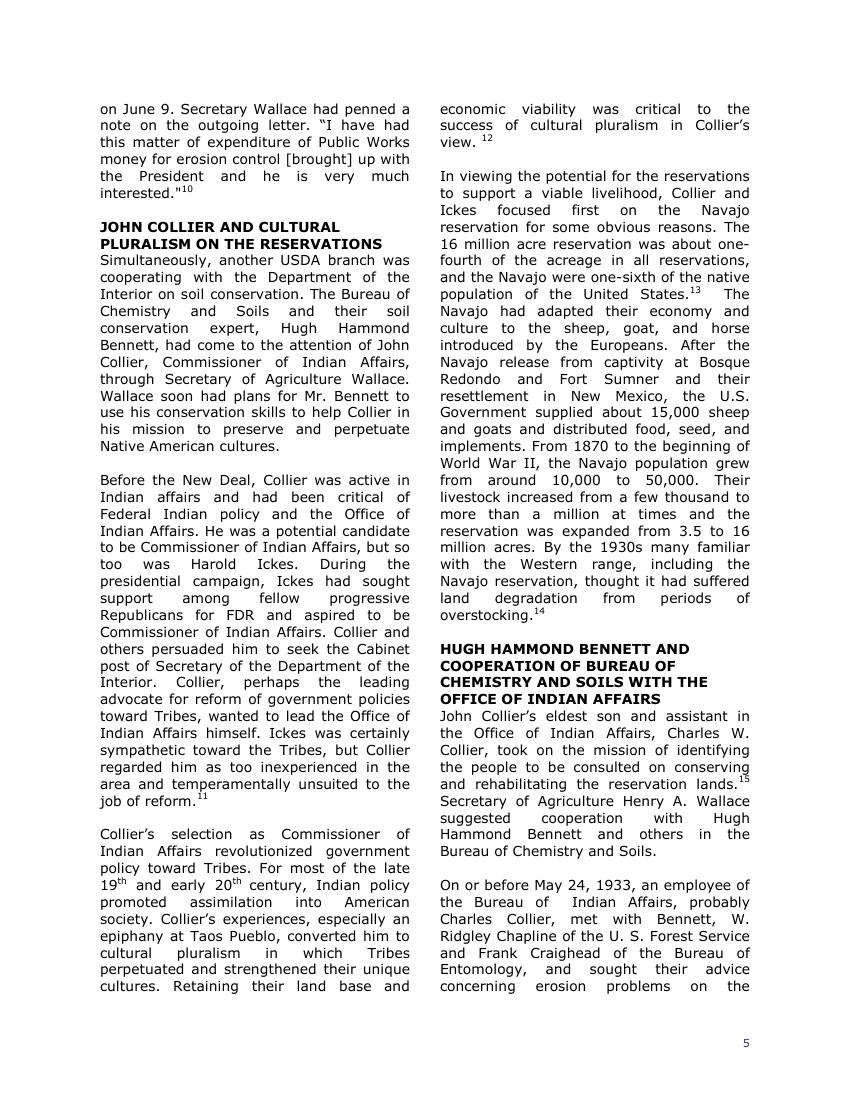 on June 9. Secretary Wallace had penned a
note on the outgoing letter. “I have had
this matter of expenditure of Public Works
money for erosion control [brought] up with
the President and he is very much
interested."10
JOHN COLLIER AND CULTURAL
PLURALISM ON THE RESERVATIONS
Simultaneously, another USDA branch was
cooperating with the Department of the
Interior on soil conservation. The Bureau of
Chemistry and Soils and their soil
conservation expert, Hugh Hammond
Bennett, had come to the attention of John
Collier, Commissioner of Indian Affairs,
through Secretary of Agriculture Wallace.
Wallace soon had plans for Mr. Bennett to
use his conservation skills to help Collier in
his mission to preserve and perpetuate
Native American cultures.
Before the New Deal, Collier was active in
Indian affairs and had been critical of
Federal Indian policy and the Office of
Indian Affairs. He was a potential candidate
to be Commissioner of Indian Affairs, but so
too was Harold Ickes. During the
presidential campaign, Ickes had sought
support among fellow progressive
Republicans for FDR and aspired to be
Commissioner of Indian Affairs. Collier and
others persuaded him to seek the Cabinet
post of Secretary of the Department of the
Interior. Collier, perhaps the leading
advocate for reform of government policies
toward Tribes, wanted to lead the Office of
Indian Affairs himself. Ickes was certainly
sympathetic toward the Tribes, but Collier
regarded him as too inexperienced in the
area and temperamentally unsuited to the
job of reform.11
Collier’s selection as Commissioner of
Indian Affairs revolutionized government
policy toward Tribes. For most of the late
19th and early 20th century, Indian policy
promoted assimilation into American
society. Collier’s experiences, especially an
epiphany at Taos Pueblo, converted him to
cultural pluralism in which Tribes
perpetuated and strengthened their unique
cultures. Retaining their land base and
economic viability was critical to the
success of cultural pluralism in Collier’s
view. 12
In viewing the potential for the reservations
to support a viable livelihood, Collier and
Ickes focused first on the Navajo
reservation for some obvious reasons. The
16 million acre reservation was about one-
fourth of the acreage in all reservations,
and the Navajo were one-sixth of the native
population of the United States.13 The
Navajo had adapted their economy and
culture to the sheep, goat, and horse
introduced by the Europeans. After the
Navajo release from captivity at Bosque
Redondo and Fort Sumner and their
resettlement in New Mexico, the U.S.
Government supplied about 15,000 sheep
and goats and distributed food, seed, and
implements. From 1870 to the beginning of
World War II, the Navajo population grew
from around 10,000 to 50,000. Their
livestock increased from a few thousand to
more than a million at times and the
reservation was expanded from 3.5 to 16
million acres. By the 1930s many familiar
with the Western range, including the
Navajo reservation, thought it had suffered
land degradation from periods of
overstocking.14
HUGH HAMMOND BENNETT AND
COOPERATION OF BUREAU OF
CHEMISTRY AND SOILS WITH THE
OFFICE OF INDIAN AFFAIRS
John Collier’s eldest son and assistant in
the Office of Indian Affairs, Charles W.
Collier, took on the mission of identifying
the people to be consulted on conserving
and rehabilitating the reservation lands.15
Secretary of Agriculture Henry A. Wallace
suggested cooperation with Hugh
Hammond Bennett and others in the
Bureau of Chemistry and Soils.
On or before May 24, 1933, an employee of
the Bureau of Indian Affairs, probably
Charles Collier, met with Bennett, W.
Ridgley Chapline of the U. S. Forest Service
and Frank Craighead of the Bureau of
Entomology, and sought their advice
concerning erosion problems on the
5